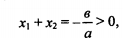 x₁ + x₂ = −в/a > 0,